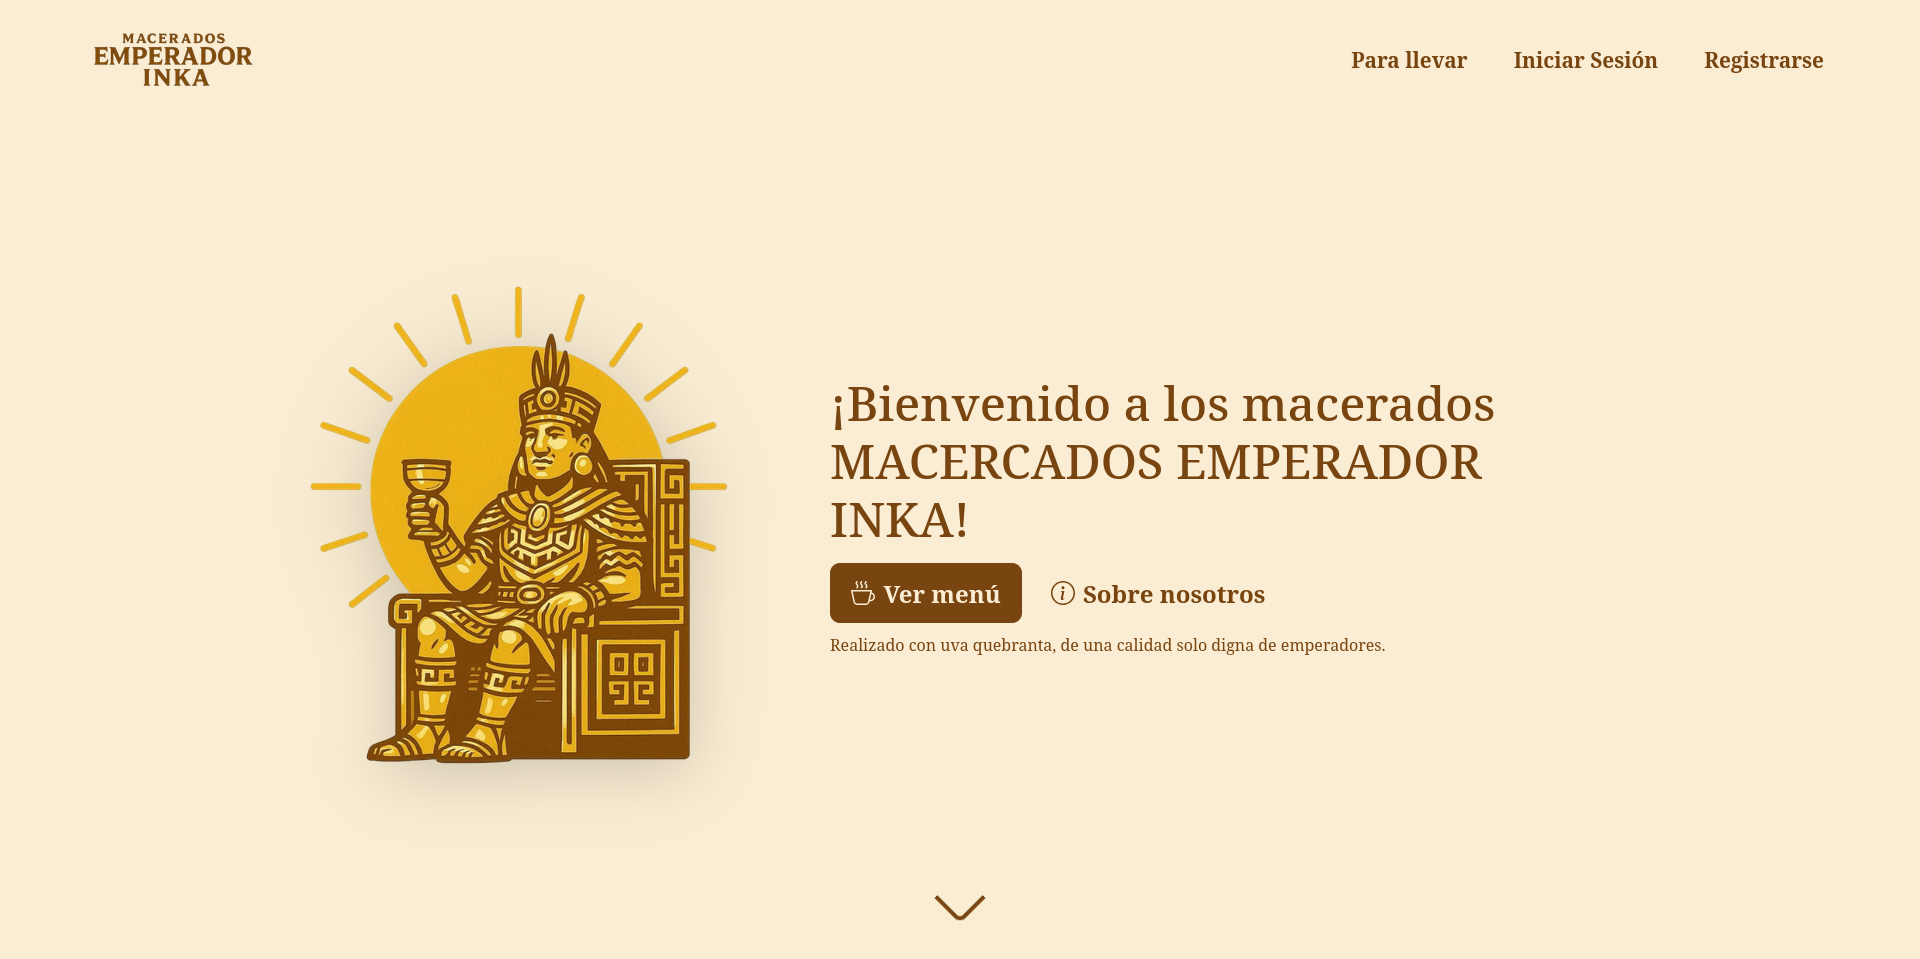 MACERADOS
EMPERADOR
INKA
Para llevar
Iniciar Sesión
Registrarse
¡Bienvenido a los macerados
MACERCADOS EMPERADOR
INKA!
Ver menú
Sobre nosotros
Realizado con uva quebranta, de una calidad solo digna de emperadores.